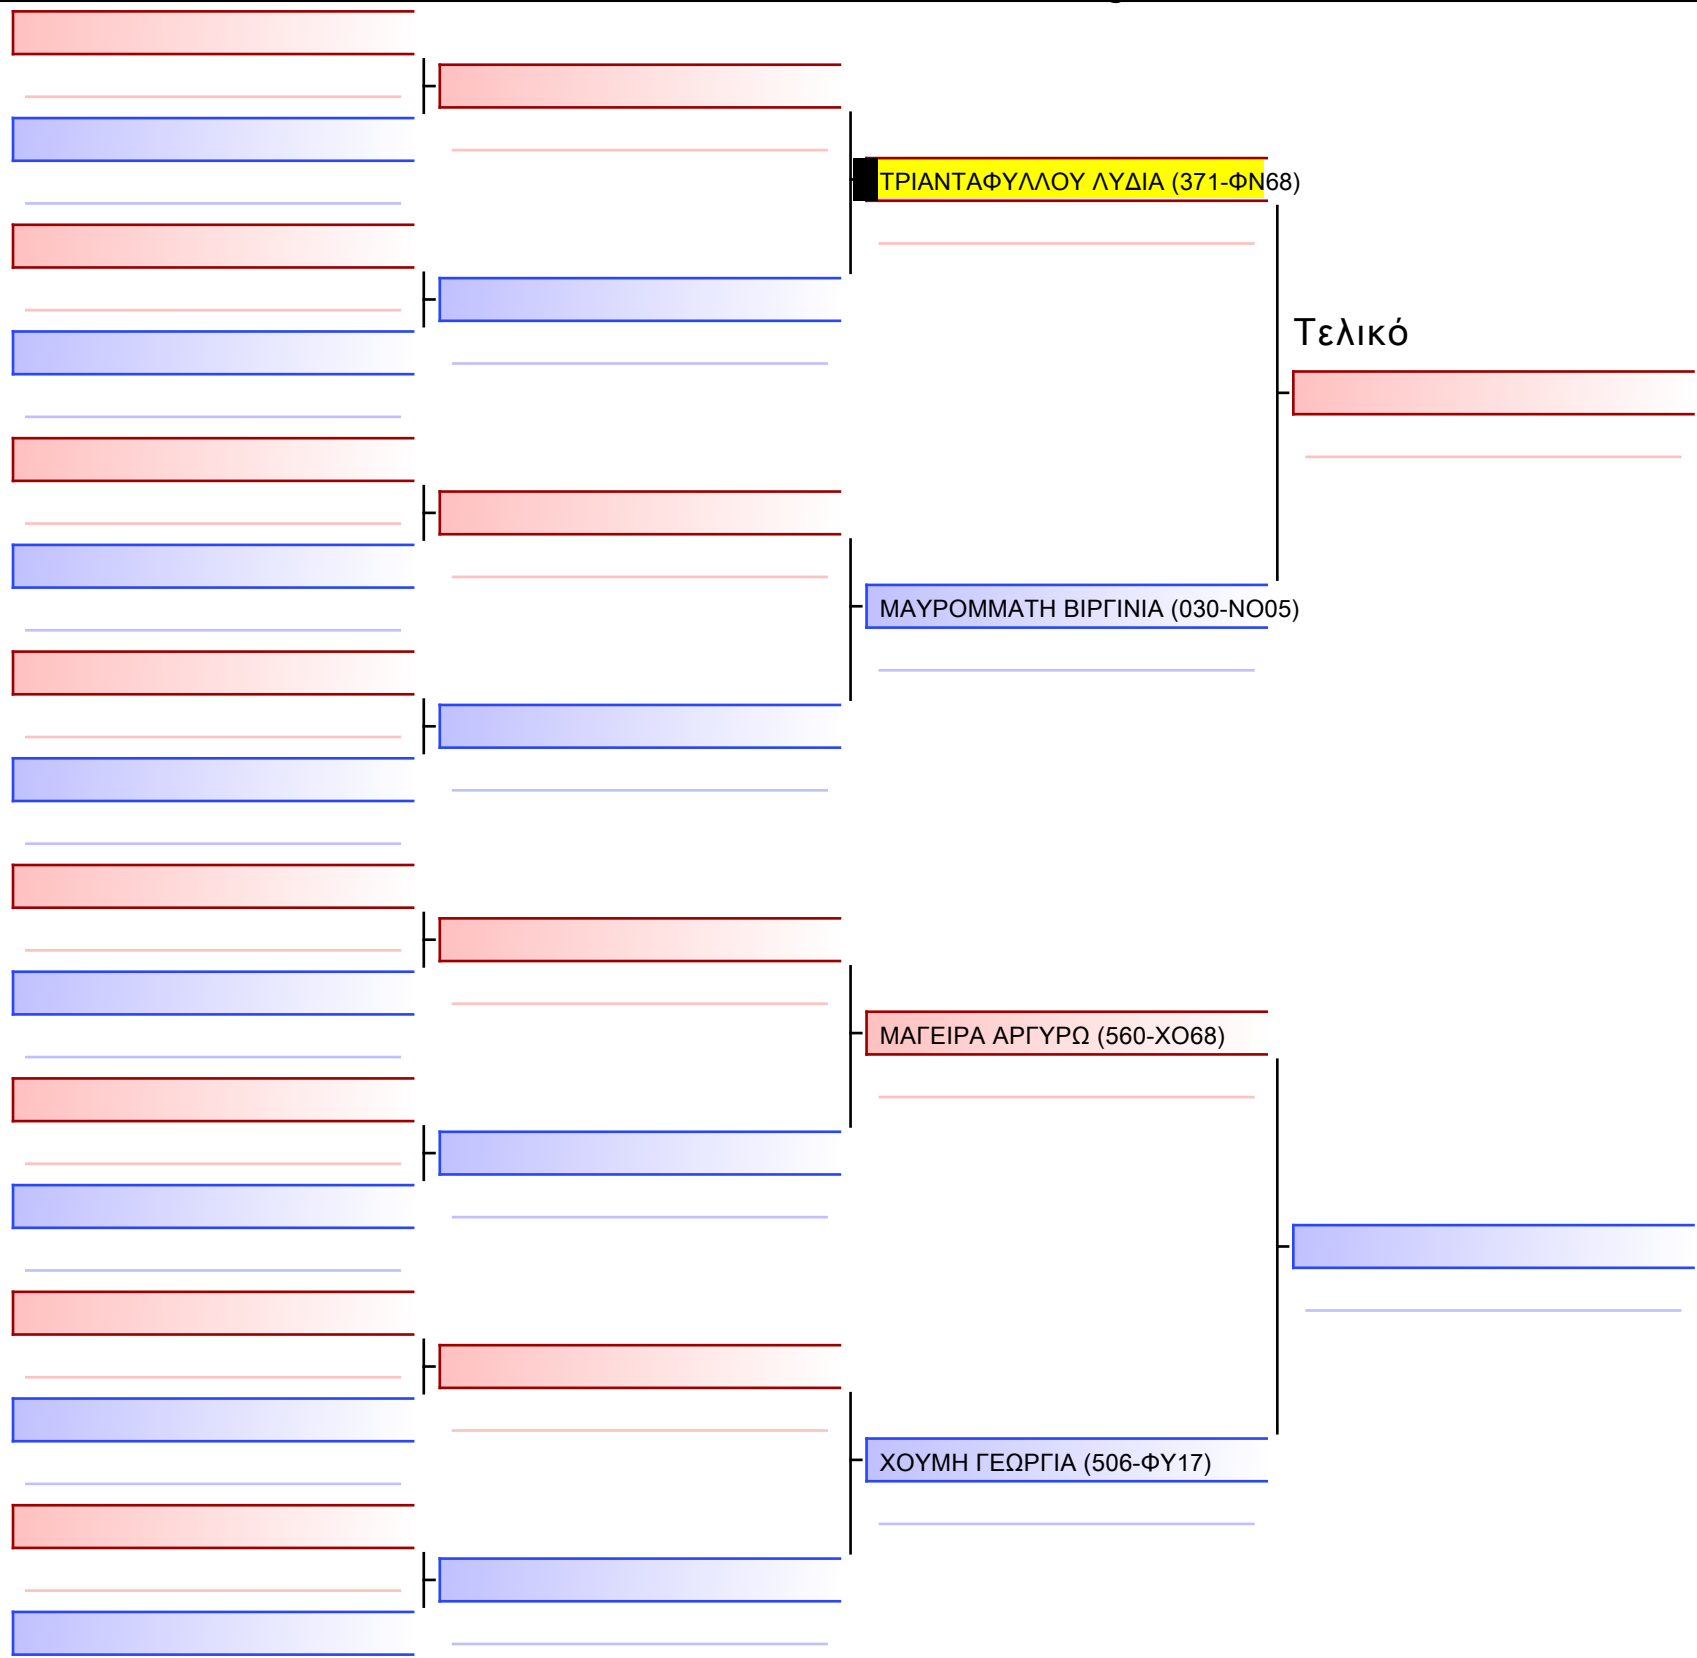 ΤΡΙΑΝΤΑΦΥΛΛΟΥ ΛΥΔΙΑ (371-ΦΝ68)
Τελικό
ΜΑΥΡΟΜΜΑΤΗ ΒΙΡΓΙΝΙΑ (030-ΝΟ05)
ΜΑΓΕΙΡΑ ΑΡΓΥΡΩ (560-ΧΟ68)
ΧΟΥΜΗ ΓΕΩΡΓΙΑ (506-ΦΥ17)